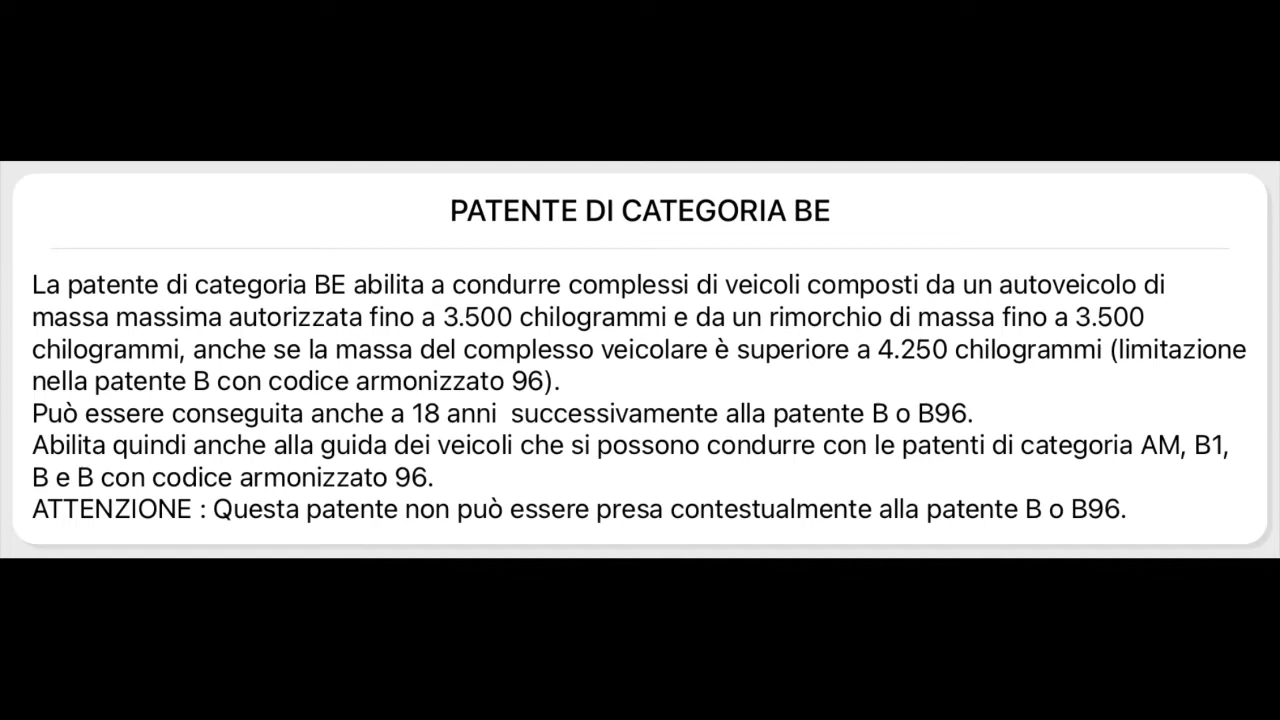 PATENTE DI CATEGORIA BE
La patente di categoria BE abilita a condurre complessi di veicoli composti da un autoveicolo di
massa massima autorizzata fino a 3.500 chilogrammi e da un rimorchio di massa fino a 3.500
chilogrammi, anche se la massa del complesso veicolare è superiore a 4.250 chilogrammi (limitazione
nella patente B con codice armonizzato 96).
Può essere conseguita anche a 18 anni  successivamente alla patente B o B96.
Abilita quindi anche alla guida dei veicoli che si possono condurre con le patenti di categoria AM, B1,
B e B con codice armonizzato 96.
ATTENZIONE : Questa patente non può essere presa contestualmente alla patente B o B96.